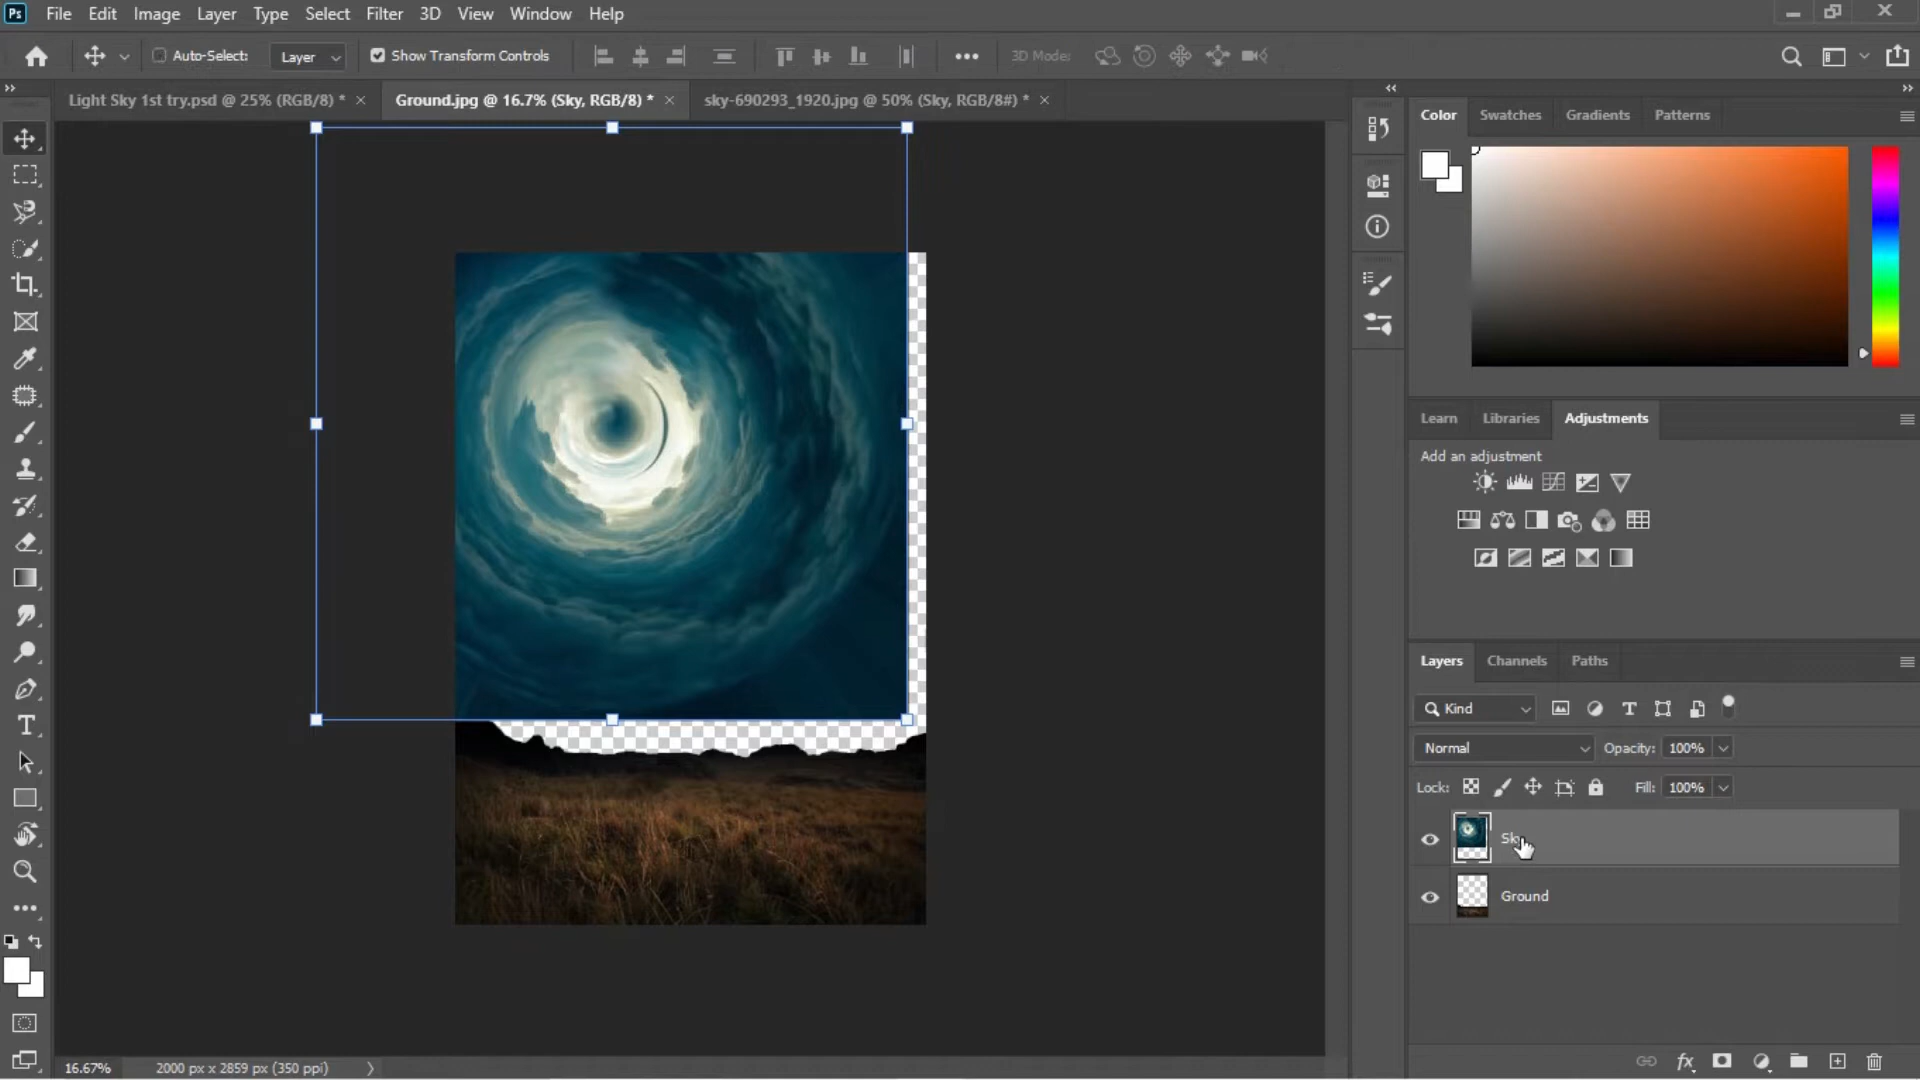 Ps File Edit Image Layer Type Select Filter 3D View Window Help
Auto-Select: Layer Show Transform Controls 3D Mode:
Light Sky 1st try.psd @ 25% (RGB/8) * Ground.jpg @ 16.7% (Sky, RGB/8) * sky-690293_1920.jpg @ 50% (Sky, RGB/8#) *
Color Swatches Gradients Patterns
Learn Libraries Adjustments
Add an adjustment
Layers Channels Paths
Kind
Normal Opacity: 100%
Lock: Fill: 100%
Sky
Ground
16.67% 2000 px x 2859 px (350 ppi)